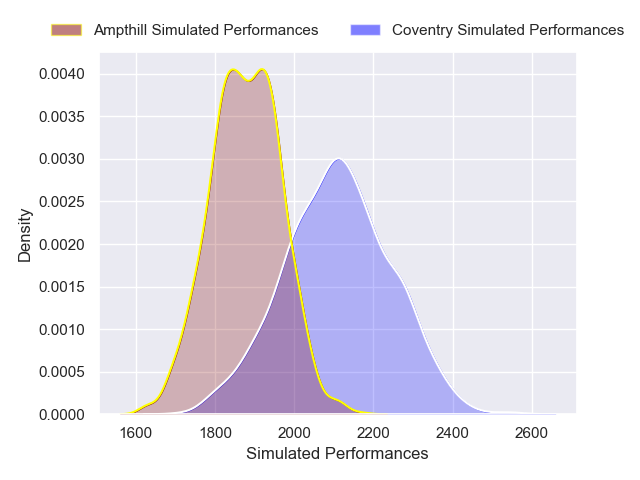 Ampthill Simulated Performances Coventry Simulated Performances
0.0040
0.0035
0.0030
0.0025
0.0020
0.0015
0.0010
0.0005
0.0000
Density
1600 1800 2000 2200 2400 2600
Simulated Performances